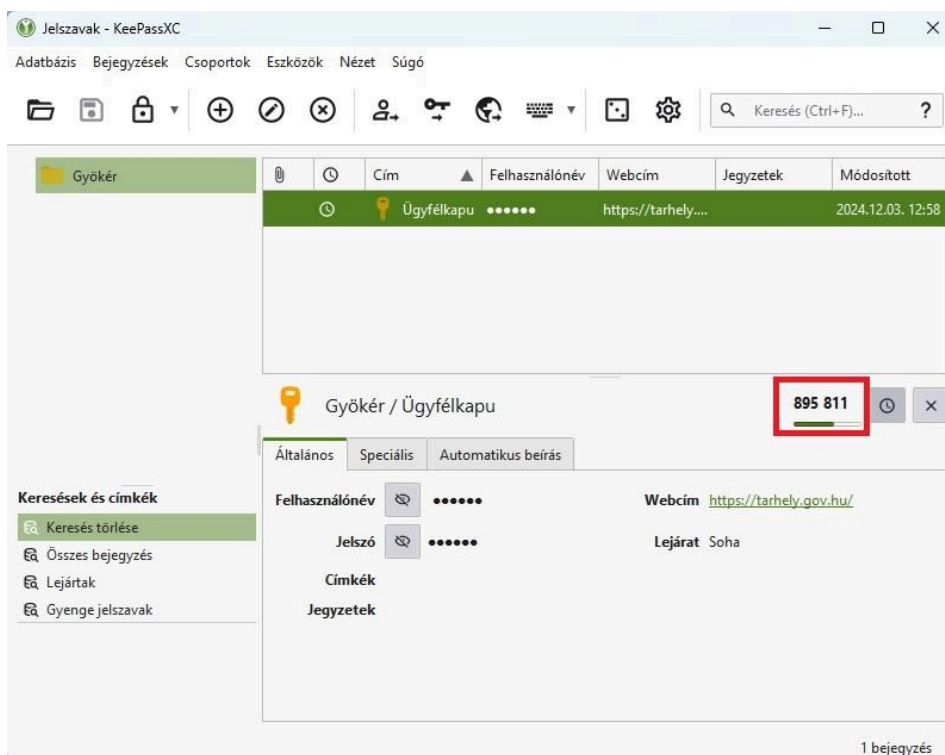 Jelszavak - KeePassXC
Adatbázis Bejegyzések Csoportok Eszközök Nézet Súgó
Keresés (Ctrl+F)... ?
Gyökér
Cím Felhasználónév Webcím Jegyzetek Módosított
Ügyfélkapu ●●●●●● https://tarhely.... 2024.12.03. 12:58
Gyökér / Ügyfélkapu 895 811
Általános Speciális Automatikus beírás
Felhasználónév ●●●●●● Webcím https://tarhely.gov.hu/
Jelszó ●●●●●● Lejárat Soha
Címkék
Jegyzetek
Keresések és címkék
Keresés törlése
Összes bejegyzés
Lejártak
Gyenge jelszavak
1 bejegyzés